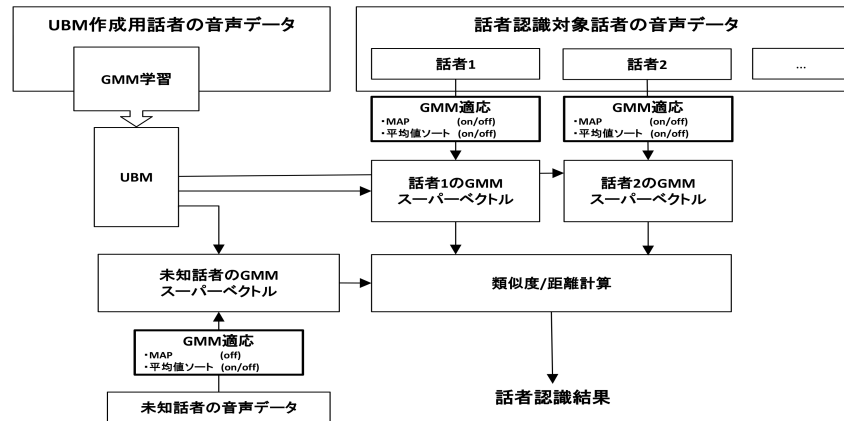 UBM作成用話者の音声データ
GMM学習
UBM
話者認識対象話者の音声データ
話者1
話者2
…
GMM適応
・MAP (on/off)
・平均値ソート (on/off)
GMM適応
・MAP (on/off)
・平均値ソート (on/off)
話者1のGMM
スーパーベクトル
話者2のGMM
スーパーベクトル
未知話者のGMM
スーパーベクトル
類似度/距離計算
GMM適応
・MAP (off)
・平均値ソート (on/off)
未知話者の音声データ
話者認識結果